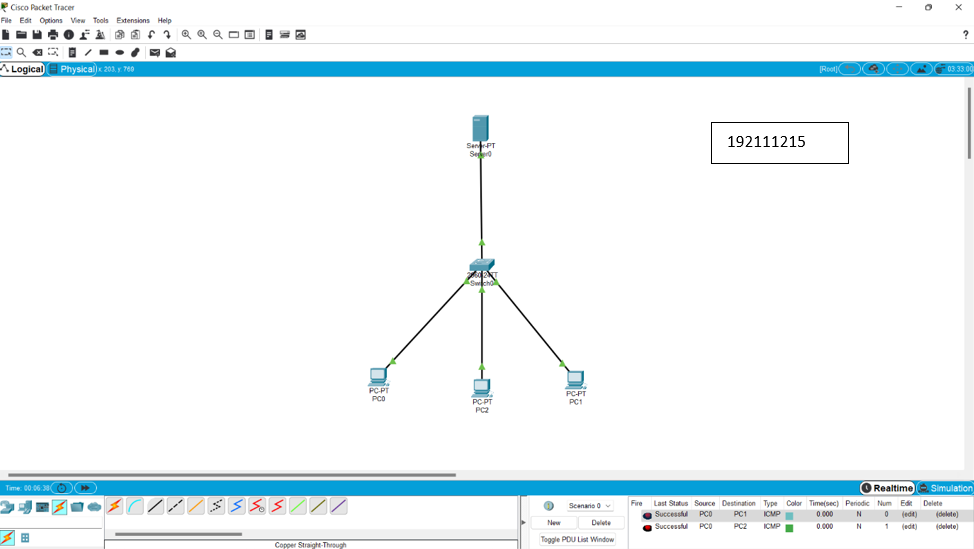 Cisco Packet Tracer
File Edit Options View Tools Extensions Help
?
Logical Physical x: 203, y: 769 [Root] 03:33:00
Server-PT
Server0
192111215
2960-24TT
Switch0
PC-PT
PC0
PC-PT
PC2
PC-PT
PC1
Time: 00:06:38 Realtime Simulation
Scenario 0
New Delete
Toggle PDU List Window
Fire Last Status Source Destination Type Color Time(sec) Periodic Num Edit Delete
Successful PC0 PC1 ICMP 0.000 N 0 (edit) (delete)
Successful PC0 PC2 ICMP 0.000 N 1 (edit) (delete)
Copper Straight-Through